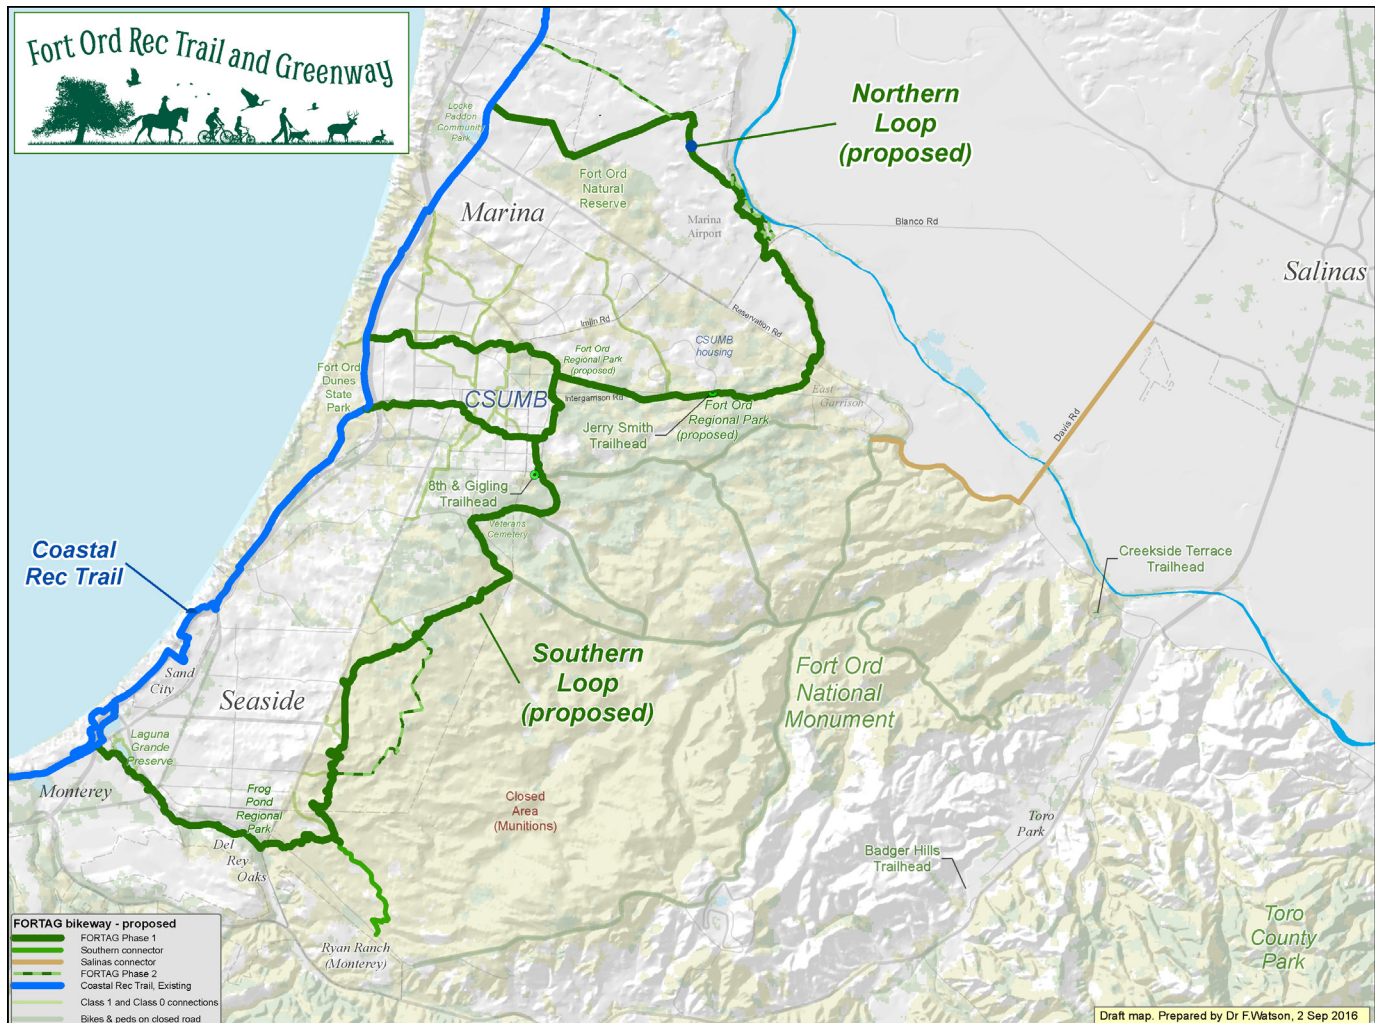 Fort Ord Rec Trail and Greenway
Locke
Paddon
Community
Park
Northern
Loop
(proposed)
Fort Ord
Natural
Reserve
Marina
Marina
Airport
Blanco Rd
Salinas
Reservation Rd
Imjin Rd
CSUMB
housing
Fort Ord
Regional Park
(proposed)
Fort Ord
Dunes
State
Park
CSUMB
Intergarrison Rd
East
Garrison
Fort Ord
Regional Park
(proposed)
Jerry Smith
Trailhead
Davis Rd
8th & Gigling
Trailhead
Veterans
Cemetery
Coastal
Rec Trail
Creekside Terrace
Trailhead
Southern
Loop
(proposed)
Fort Ord
National
Monument
Sand
City
Seaside
Laguna
Grande
Preserve
Monterey
Frog
Pond
Regional
Park
Closed
Area
(Munitions)
Del
Rey
Oaks
Toro
Park
Badger Hills
Trailhead
Ryan Ranch
(Monterey)
Toro
County
Park
FORTAG bikeway - proposed
FORTAG Phase 1
Southern connector
Salinas connector
FORTAG Phase 2
Coastal Rec Trail, Existing
Class 1 and Class 0 connections
Bikes & peds on closed road
Draft map. Prepared by Dr F.Watson, 2 Sep 2016